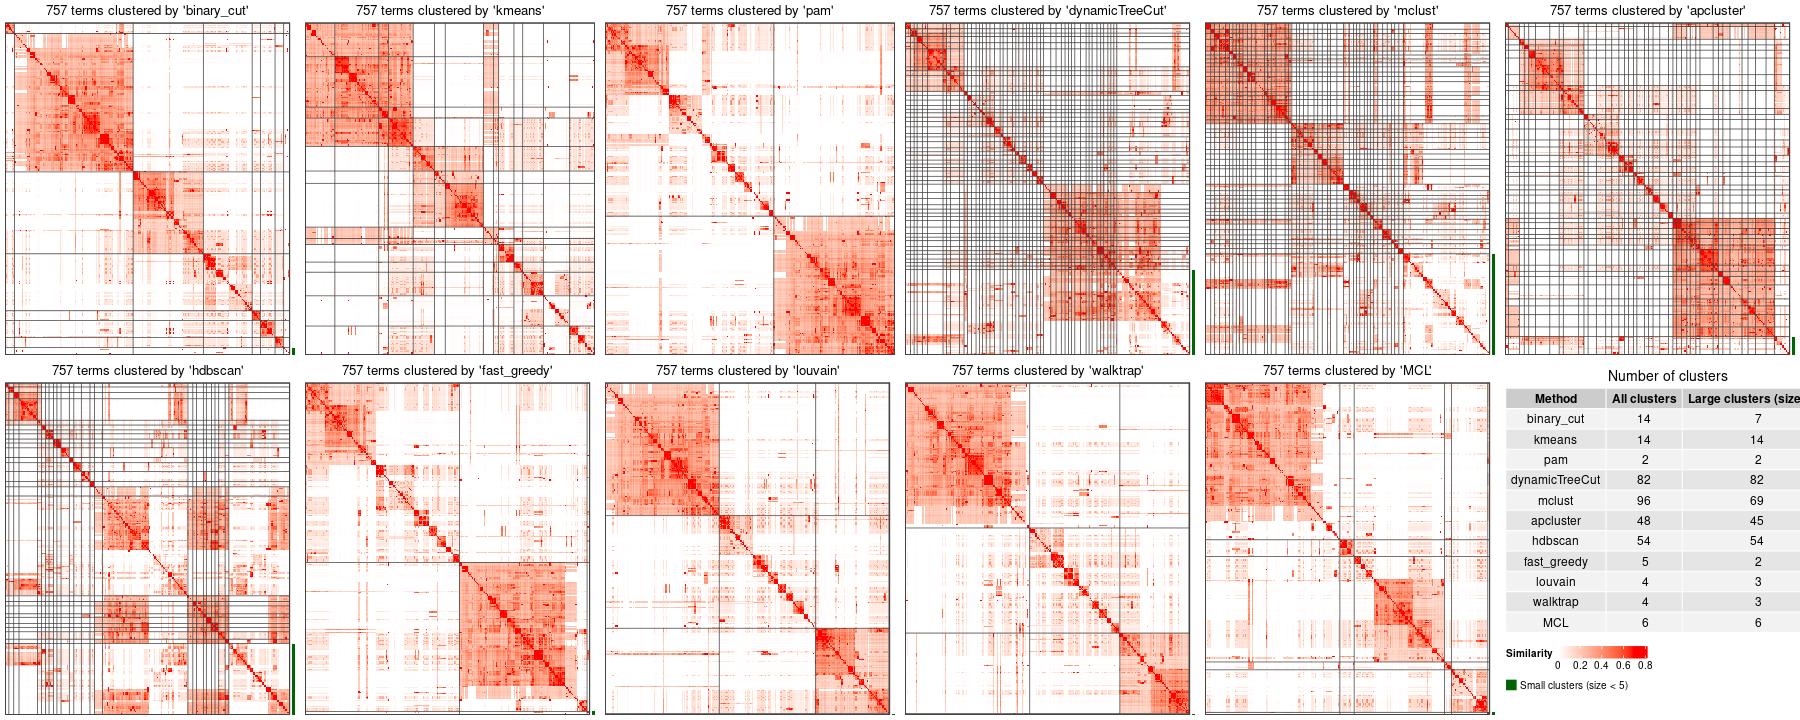 757 terms clustered by 'binary_cut'
757 terms clustered by 'kmeans'
757 terms clustered by 'pam'
757 terms clustered by 'dynamicTreeCut'
757 terms clustered by 'mclust'
757 terms clustered by 'apcluster'
757 terms clustered by 'hdbscan'
757 terms clustered by 'fast_greedy'
757 terms clustered by 'louvain'
757 terms clustered by 'walktrap'
757 terms clustered by 'MCL'
Number of clusters
Method All clusters Large clusters (size
binary_cut 14 7
kmeans 14 14
pam 2 2
dynamicTreeCut 82 82
mclust 96 69
apcluster 48 45
hdbscan 54 54
fast_greedy 5 2
louvain 4 3
walktrap 4 3
MCL 6 6
Similarity
0 0.2 0.4 0.6 0.8
Small clusters (size < 5)